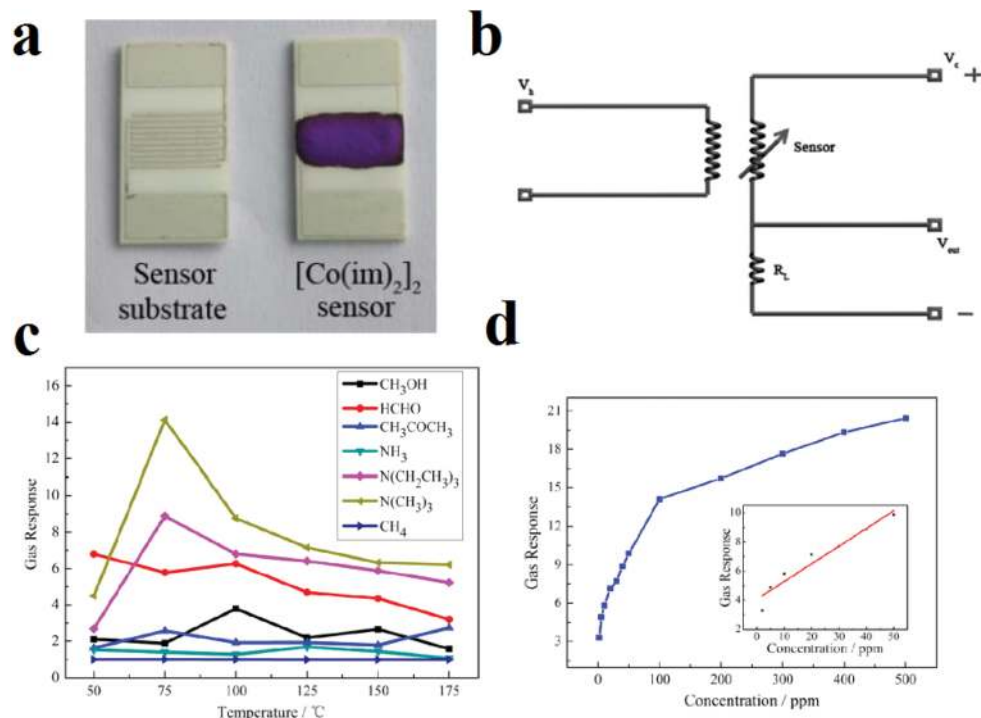 a
Sensor
substrate
[Co(im)₂]₂
sensor
b
Vₕ
V꜀
+
Sensor
Vₒᵤₜ
R_L
−
c
16
14
12
10
8
6
4
2
0
Gas Response
50
75
100
125
150
175
Temperature / ℃
CH₃OH
HCHO
CH₃COCH₃
NH₃
N(CH₂CH₃)₃
N(CH₃)₃
CH₄
d
21
18
15
12
9
6
3
Gas Response
0
100
200
300
400
500
Concentration / ppm
10
8
6
4
2
Gas Response
0
10
20
30
40
50
Concentration / ppm